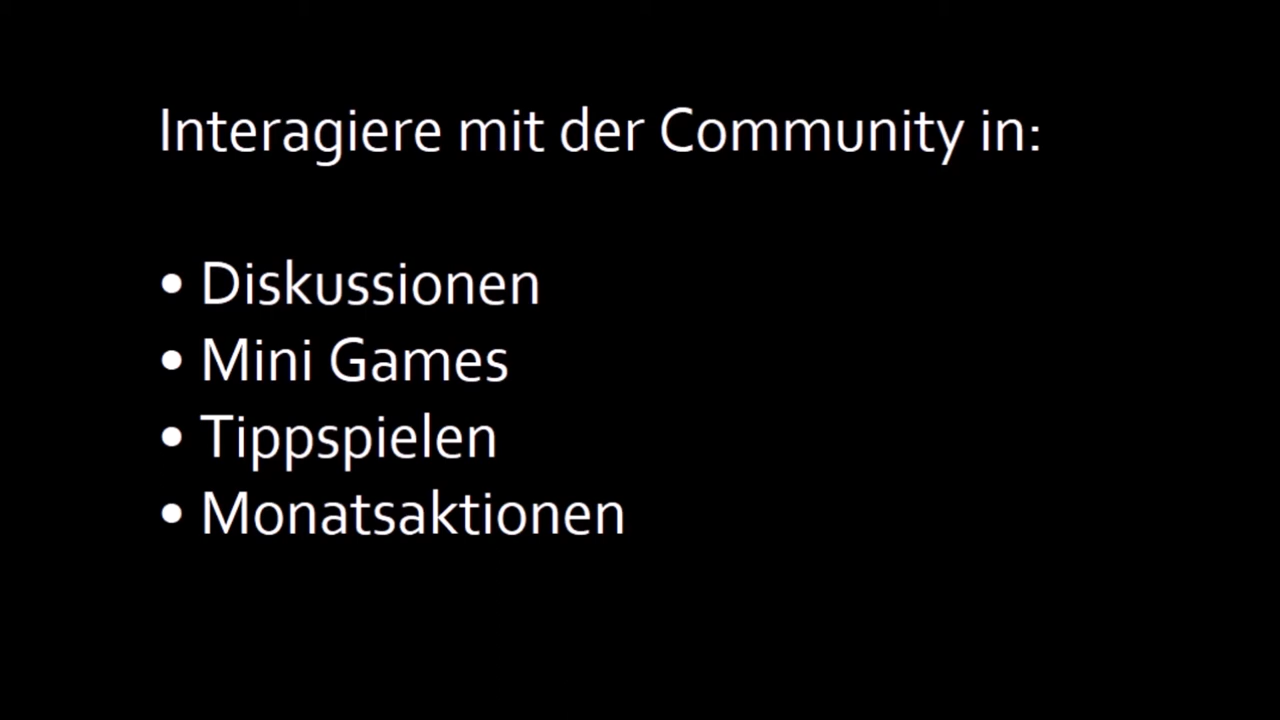 Interagiere mit der Community in:
• Diskussionen
• Mini Games
• Tippspielen
• Monatsaktionen